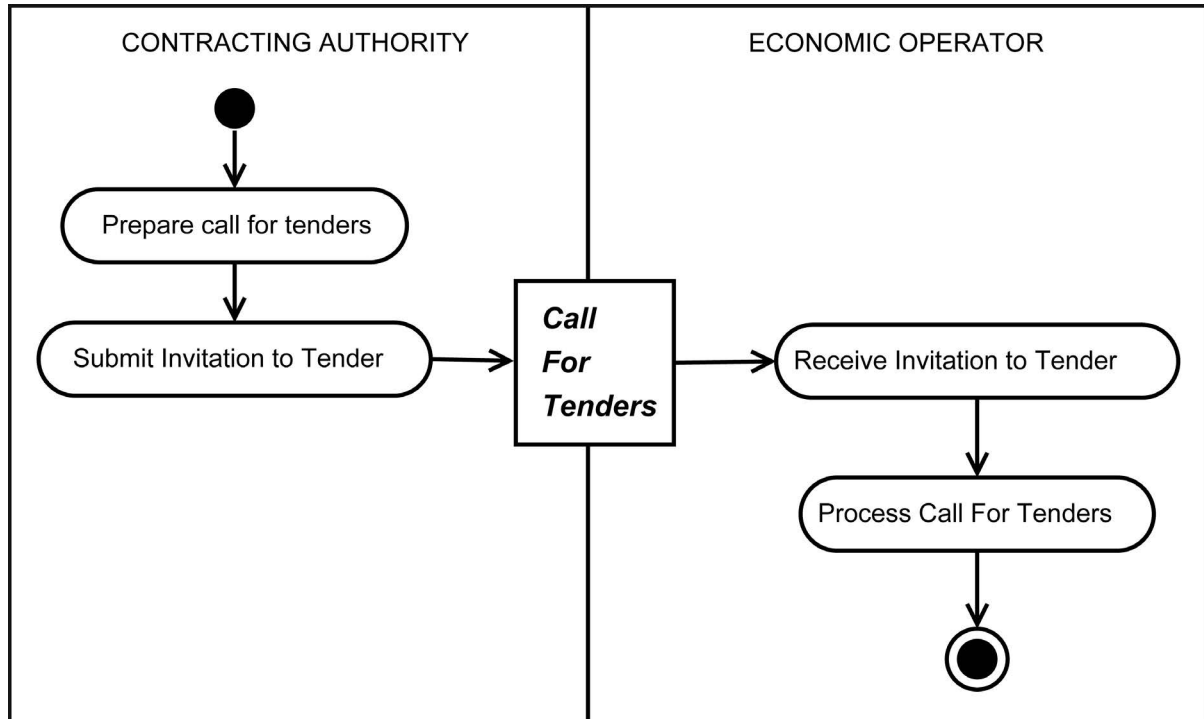 CONTRACTING AUTHORITY
ECONOMIC OPERATOR
Prepare call for tenders
Submit Invitation to Tender
Call
For
Tenders
Receive Invitation to Tender
Process Call For Tenders